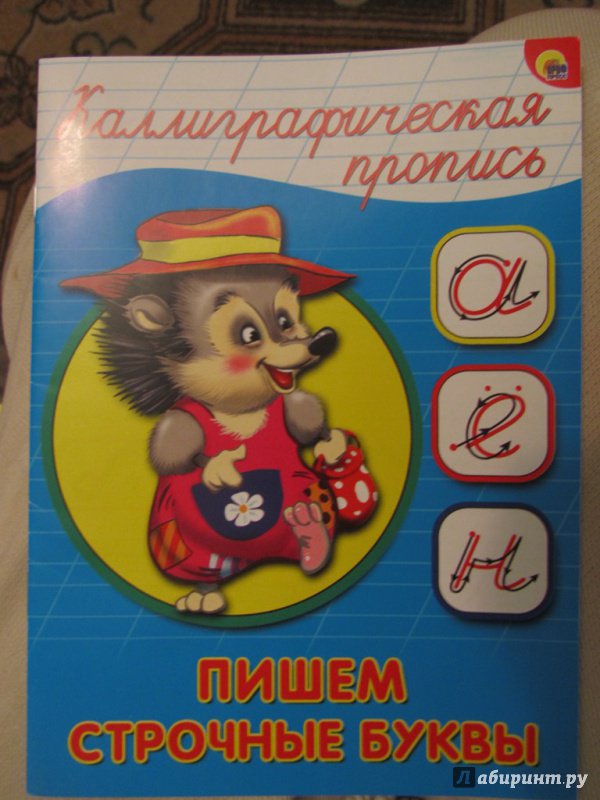 Каллиграфическая
пропись
а
ё
н
ПИШЕМ
СТРОЧНЫЕ БУКВЫ
Лабиринт.ру